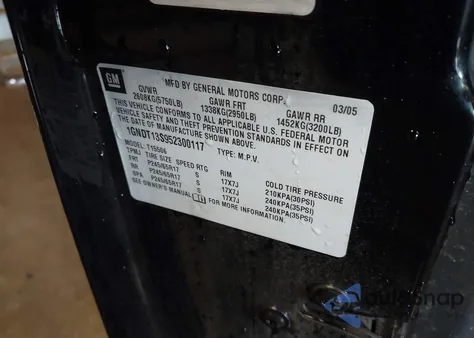 GM
MFD BY GENERAL MOTORS CORP. 03/05
GVWR GAWR FRT GAWR RR
2608KG(5750LB) 1338KG(2950LB) 1452KG(3200LB)
THIS VEHICLE CONFORMS TO ALL APPLICABLE U.S. FEDERAL MOTOR
VEHICLE SAFETY AND THEFT PREVENTION STANDARDS IN EFFECT ON
THE DATE OF MANUFACTURE SHOWN ABOVE.
1GNDT13S952300117 TYPE: M.P.V.
MODEL: T15506
TIRE SIZE SPEED RTG RIM COLD TIRE PRESSURE
FRT P245/65R17 S 17X7J 210KPA(30PSI)
RR P245/65R17 S 17X7J 240KPA(35PSI)
SPA P245/65R17 S 17X7J 240KPA(35PSI)
SEE OWNER'S MANUAL FOR MORE INFORMATION.